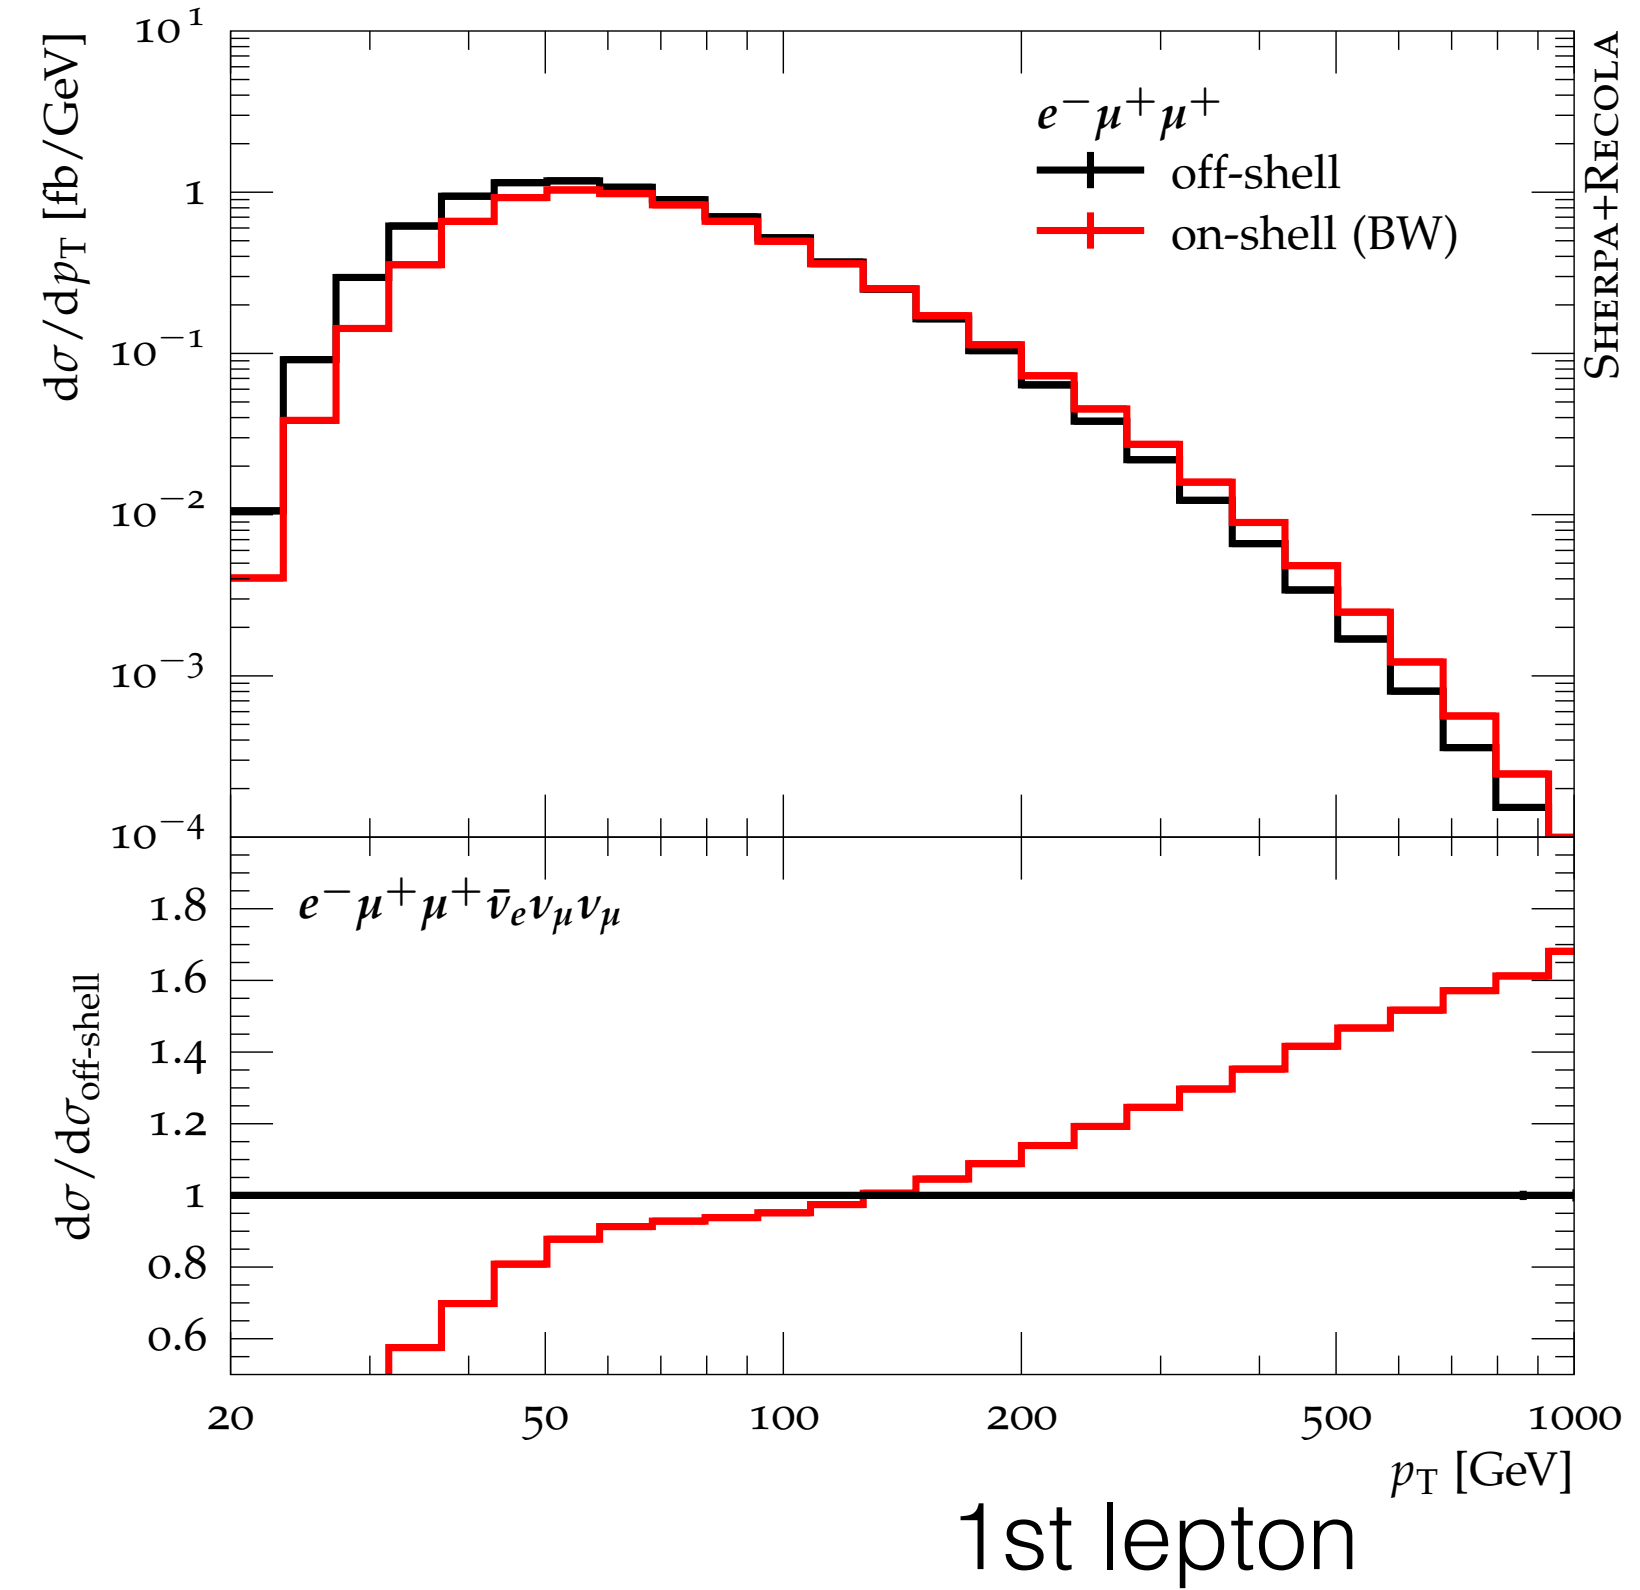 10¹
1
10⁻¹
10⁻²
10⁻³
10⁻⁴
dσ/dp_T [fb/GeV]
e⁻μ⁺μ⁺
off-shell
on-shell (BW)
SHERPA+RECOLA
e⁻μ⁺μ⁺ν̄_eν_μν_μ
1.8
1.6
1.4
1.2
1
0.8
0.6
dσ/dσ_off-shell
20 50 100 200 500 1000
p_T [GeV]
1st lepton